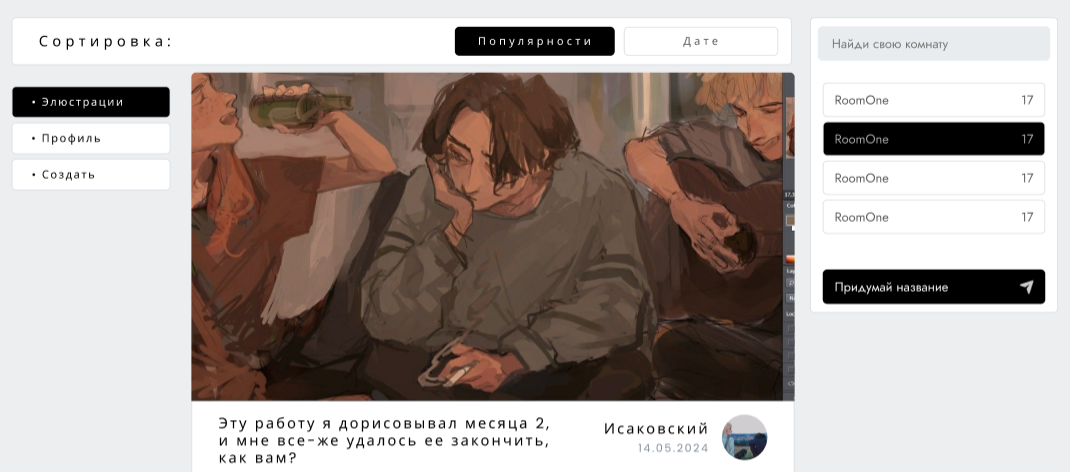 Сортировка:
Популярности
Дате
• Элюстрации
• Профиль
• Создать
Эту работу я дорисовывал месяца 2,
и мне все-же удалось ее закончить,
как вам?
Исаковский
14.05.2024
Найди свою комнату
RoomOne 17
RoomOne 17
RoomOne 17
RoomOne 17
Придумай название